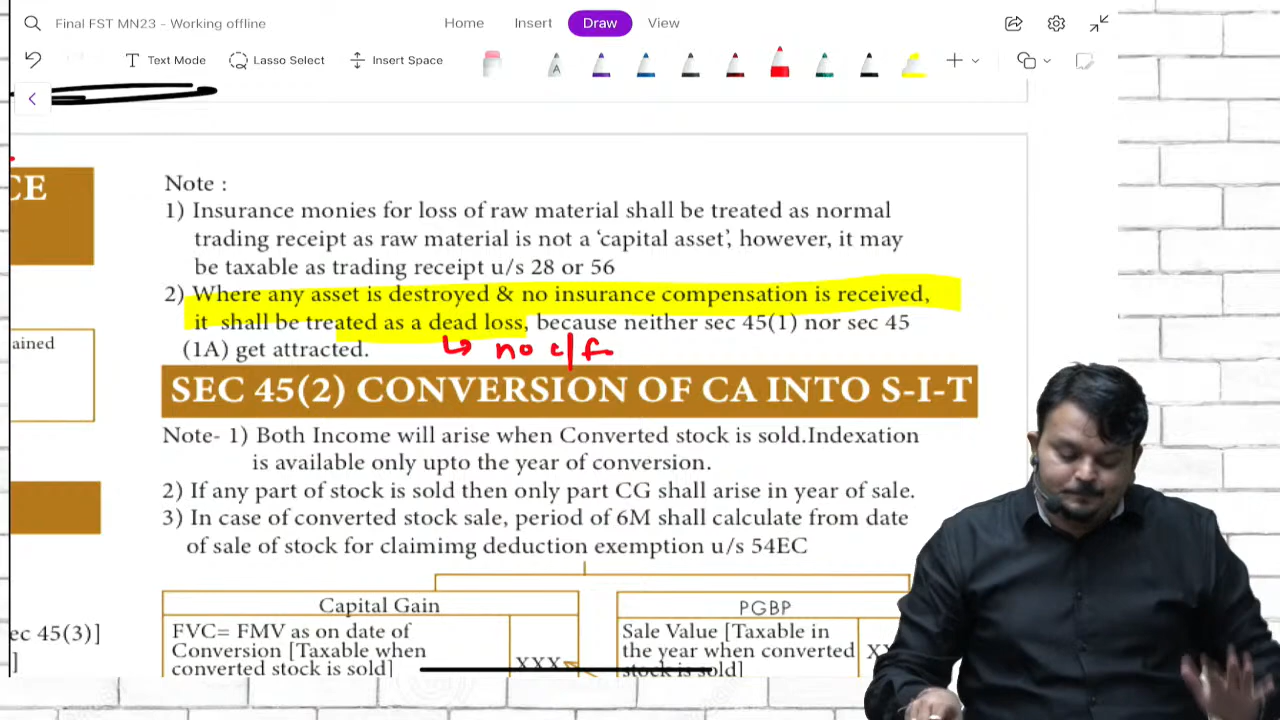 Final FST MN23 - Working offline
Home Insert Draw View
A
Text Mode Lasso Select Insert Space
CE
Note :
1) Insurance monies for loss of raw material shall be treated as normal
trading receipt as raw material is not a ‘capital asset’, however, it may
be taxable as trading receipt u/s 28 or 56
2) Where any asset is destroyed & no insurance compensation is received,
it shall be treated as a dead loss, because neither sec 45(1) nor sec 45
(1A) get attracted.
no c/f
ained
SEC 45(2) CONVERSION OF CA INTO S-I-T
Note- 1) Both Income will arise when Converted stock is sold.Indexation
is available only upto the year of conversion.
2) If any part of stock is sold then only part CG shall arise in year of sale.
3) In case of converted stock sale, period of 6M shall calculate from date
of sale of stock for claimimg deduction exemption u/s 54EC
Capital Gain
FVC= FMV as on date of
Conversion [Taxable when
converted stock is sold]
XXX
PGBP
Sale Value [Taxable in
the year when converted
stock is sold]
XX
ec 45(3)]
]